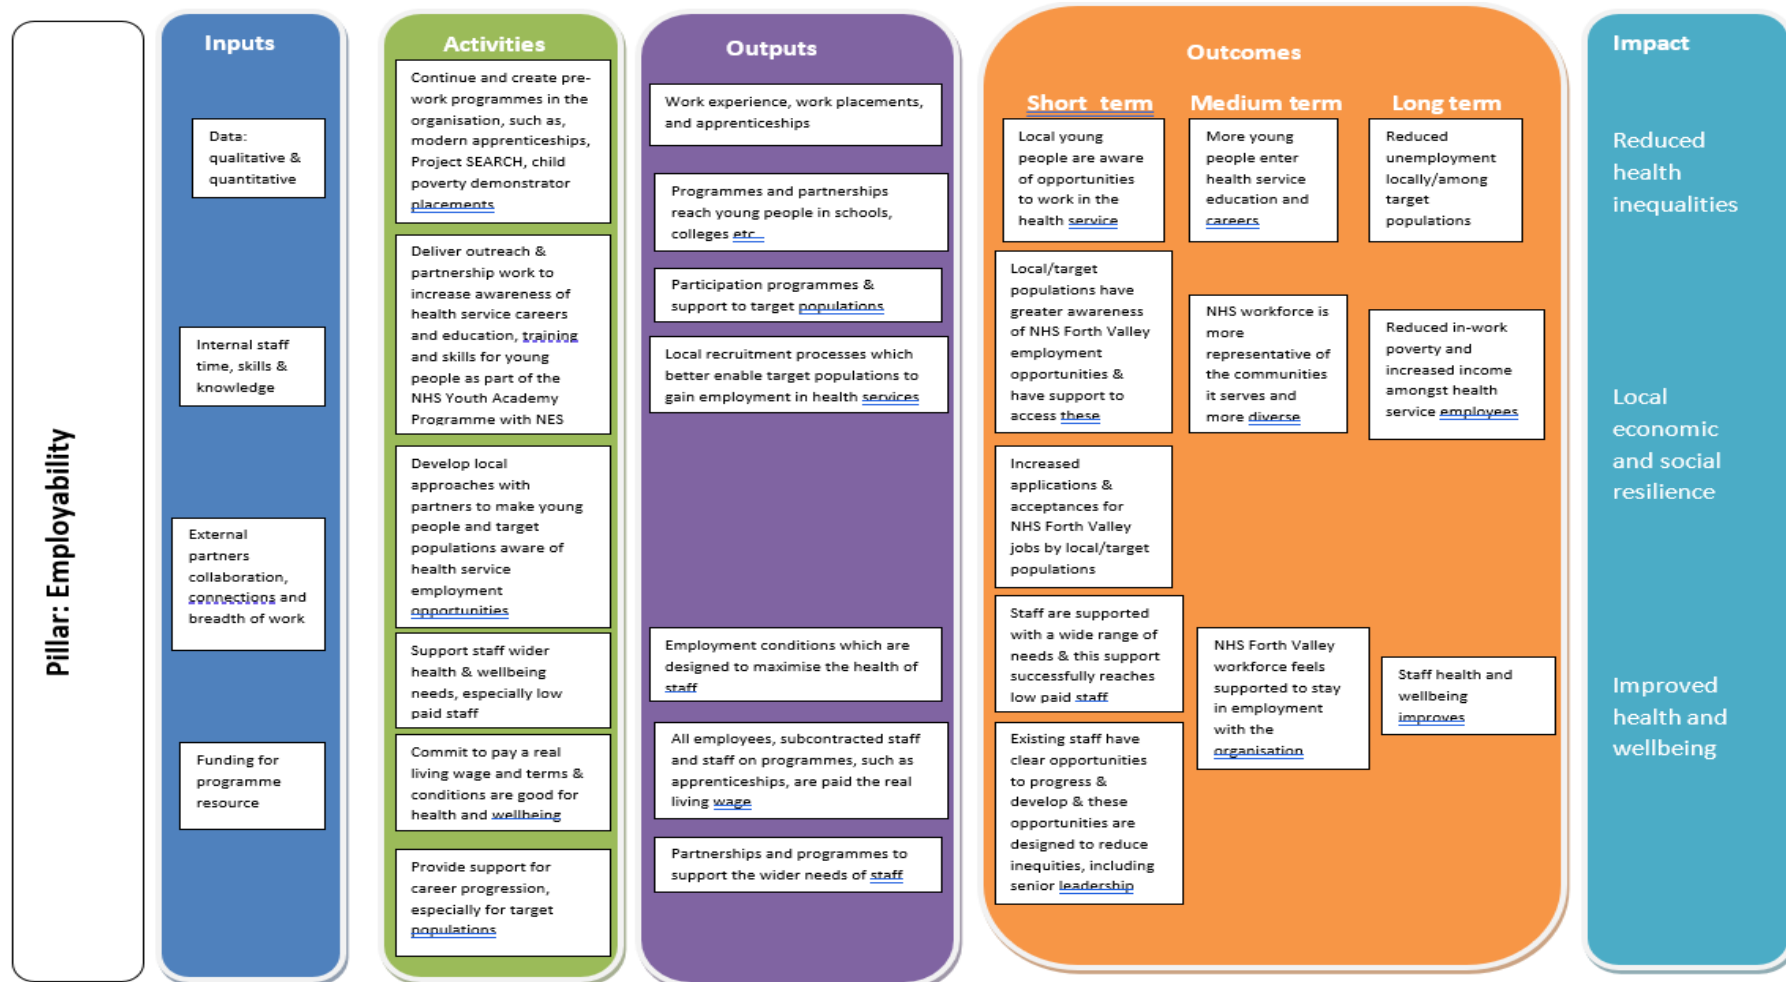 Pillar: Employability
Inputs
Data:
qualitative &
quantitative
Internal staff
time, skills &
knowledge
External
partners
collaboration,
connections and
breadth of work
Funding for
programme
resource
Activities
Continue and create pre-
work programmes in the
organisation, such as,
modern apprenticeships,
Project SEARCH, child
poverty demonstrator
placements
Deliver outreach &
partnership work to
increase awareness of
health service careers
and education, training
and skills for young
people as part of the
NHS Youth Academy
Programme with NES
Develop local
approaches with
partners to make young
people and target
populations aware of
health service
employment
opportunities
Support staff wider
health & wellbeing
needs, especially low
paid staff
Commit to pay a real
living wage and terms &
conditions are good for
health and wellbeing
Provide support for
career progression,
especially for target
populations
Outputs
Work experience, work placements,
and apprenticeships
Programmes and partnerships
reach young people in schools,
colleges etc..
Participation programmes &
support to target populations
Local recruitment processes which
better enable target populations to
gain employment in health services
Employment conditions which are
designed to maximise the health of
staff
All employees, subcontracted staff
and staff on programmes, such as
apprenticeships, are paid the real
living wage
Partnerships and programmes to
support the wider needs of staff
Outcomes
Short term
Local young
people are aware
of opportunities
to work in the
health service
Local/target
populations have
greater awareness
of NHS Forth Valley
employment
opportunities &
have support to
access these
Increased
applications &
acceptances for
NHS Forth Valley
jobs by local/target
populations
Staff are supported
with a wide range of
needs & this support
successfully reaches
low paid staff
Existing staff have
clear opportunities
to progress &
develop & these
opportunities are
designed to reduce
inequities, including
senior leadership
Medium term
More young
people enter
health service
education and
careers
NHS workforce is
more
representative of
the communities
it serves and
more diverse
NHS Forth Valley
workforce feels
supported to stay
in employment
with the
organisation
Long term
Reduced
unemployment
locally/among
target
populations
Reduced in-work
poverty and
increased income
amongst health
service employees
Staff health and
wellbeing
improves
Impact
Reduced
health
inequalities
Local
economic
and social
resilience
Improved
health and
wellbeing